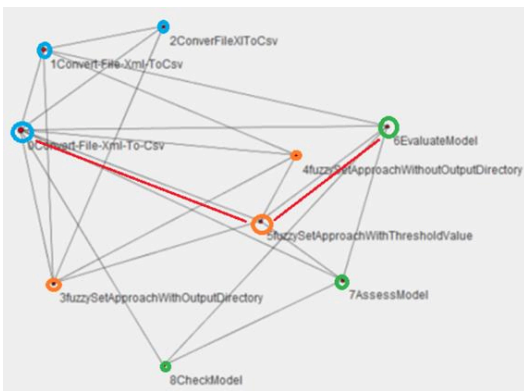 2ConverFileXlToCsv
1Convert-File-Xml-ToCsv
0Convert-File-Xml-To-Csv
6EvaluateModel
4fuzzySetApproachWithoutOutputDirectory
5fuzzySetApproachWithThresholdValue
3fuzzySetApproachWithOutputDirectory
7AssessModel
8CheckModel